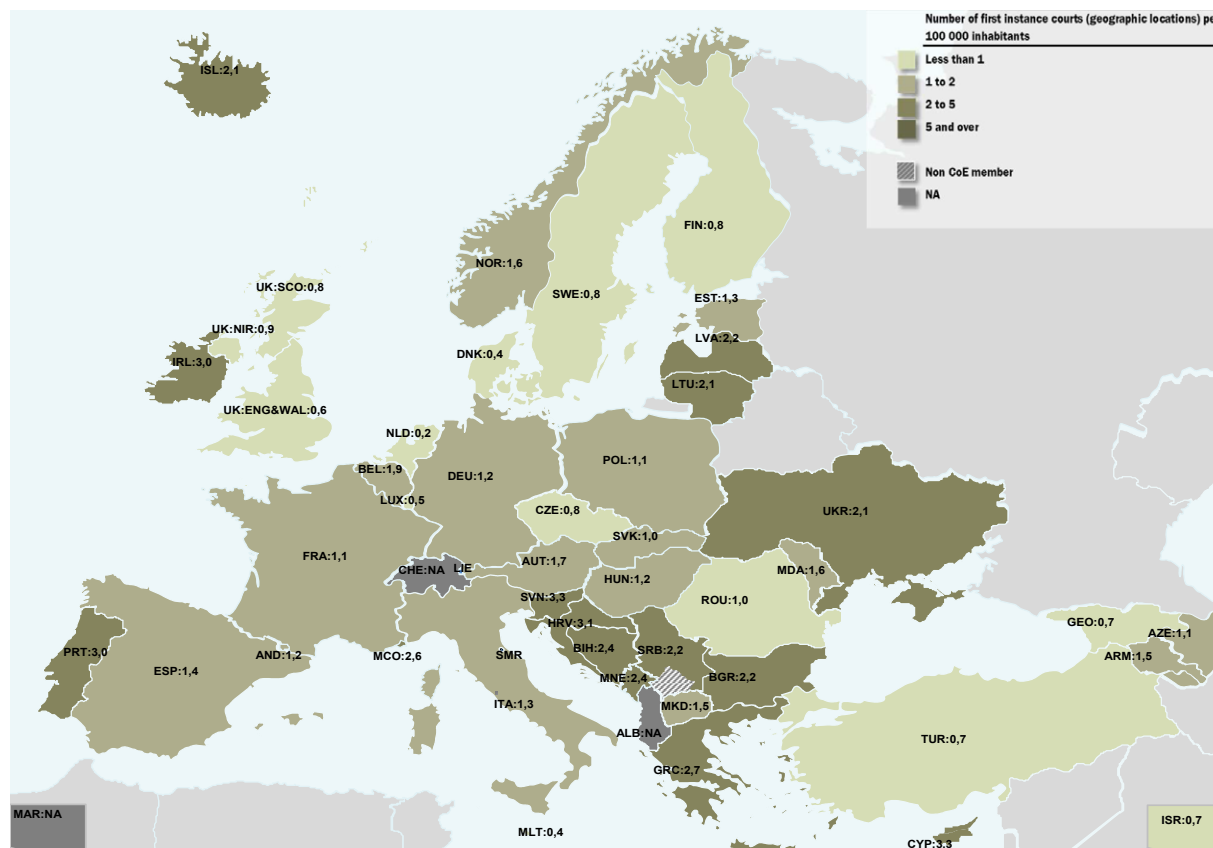 Number of first instance courts (geographic locations) pe
100 000 inhabitants
Less than 1
1 to 2
2 to 5
5 and over
Non CoE member
NA
ISL:2,1
FIN:0,8
NOR:1,6
UK:SCO:0,8
SWE:0,8
EST:1,3
UK:NIR:0,9
LVA:2,2
DNK:0,4
IRL:3,0
LTU:2,1
UK:ENG&WAL:0,6
NLD:0,2
POL:1,1
BEL:1,9
DEU:1,2
LUX:0,5
CZE:0,8
UKR:2,1
SVK:1,0
FRA:1,1
AUT:1,7
CHE:NA
LIE
MDA:1,6
HUN:1,2
SVN:3,3
ROU:1,0
HRV:3,1
GEO:0,7
AZE:1,1
PRT:3,0
BIH:2,4
SRB:2,2
AND:1,2
MCO:2,6
SMR
ARM:1,5
ESP:1,4
MNE:2,4
BGR:2,2
ITA:1,3
MKD:1,5
ALB:NA
TUR:0,7
GRC:2,7
MAR:NA
ISR:0,7
MLT:0,4
CYP:3,3